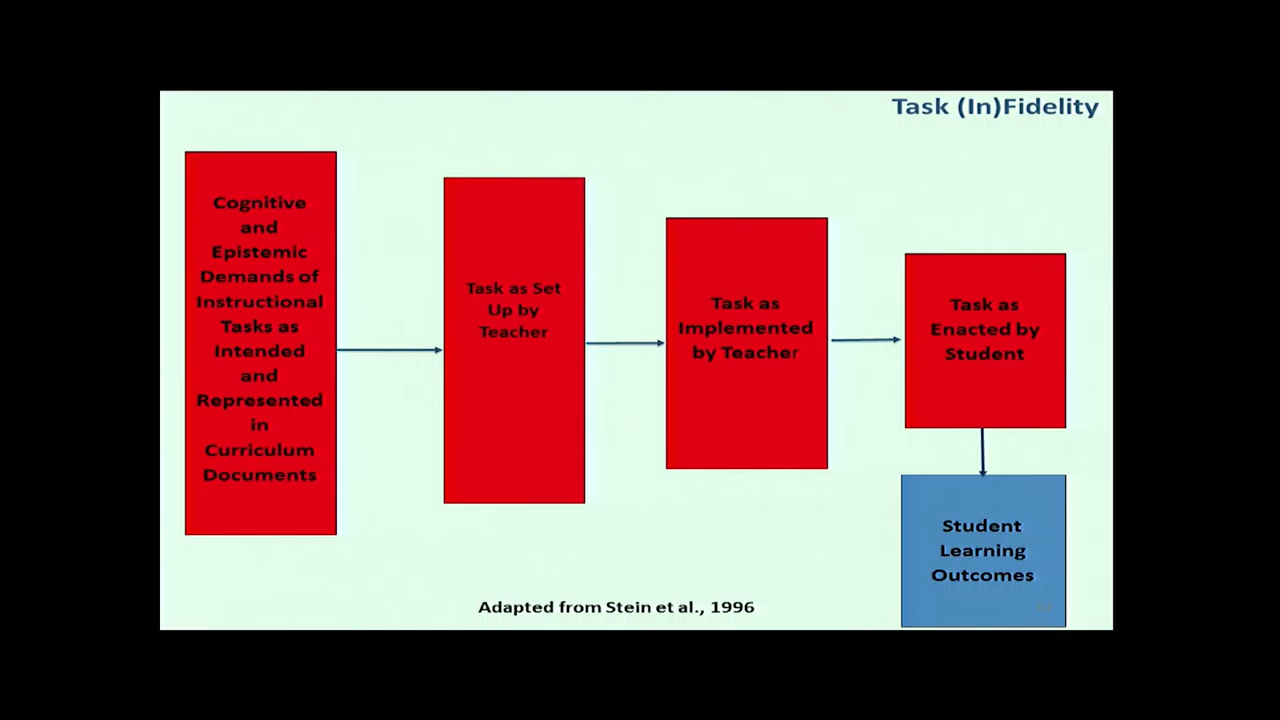 Task (In)Fidelity
Cognitive
and
Epistemic
Demands of
Instructional
Tasks as
Intended
and
Represented
in
Curriculum
Documents
Task as Set
Up by
Teacher
Task as
Implemented
by Teacher
Task as
Enacted by
Student
Student
Learning
Outcomes
Adapted from Stein et al., 1996